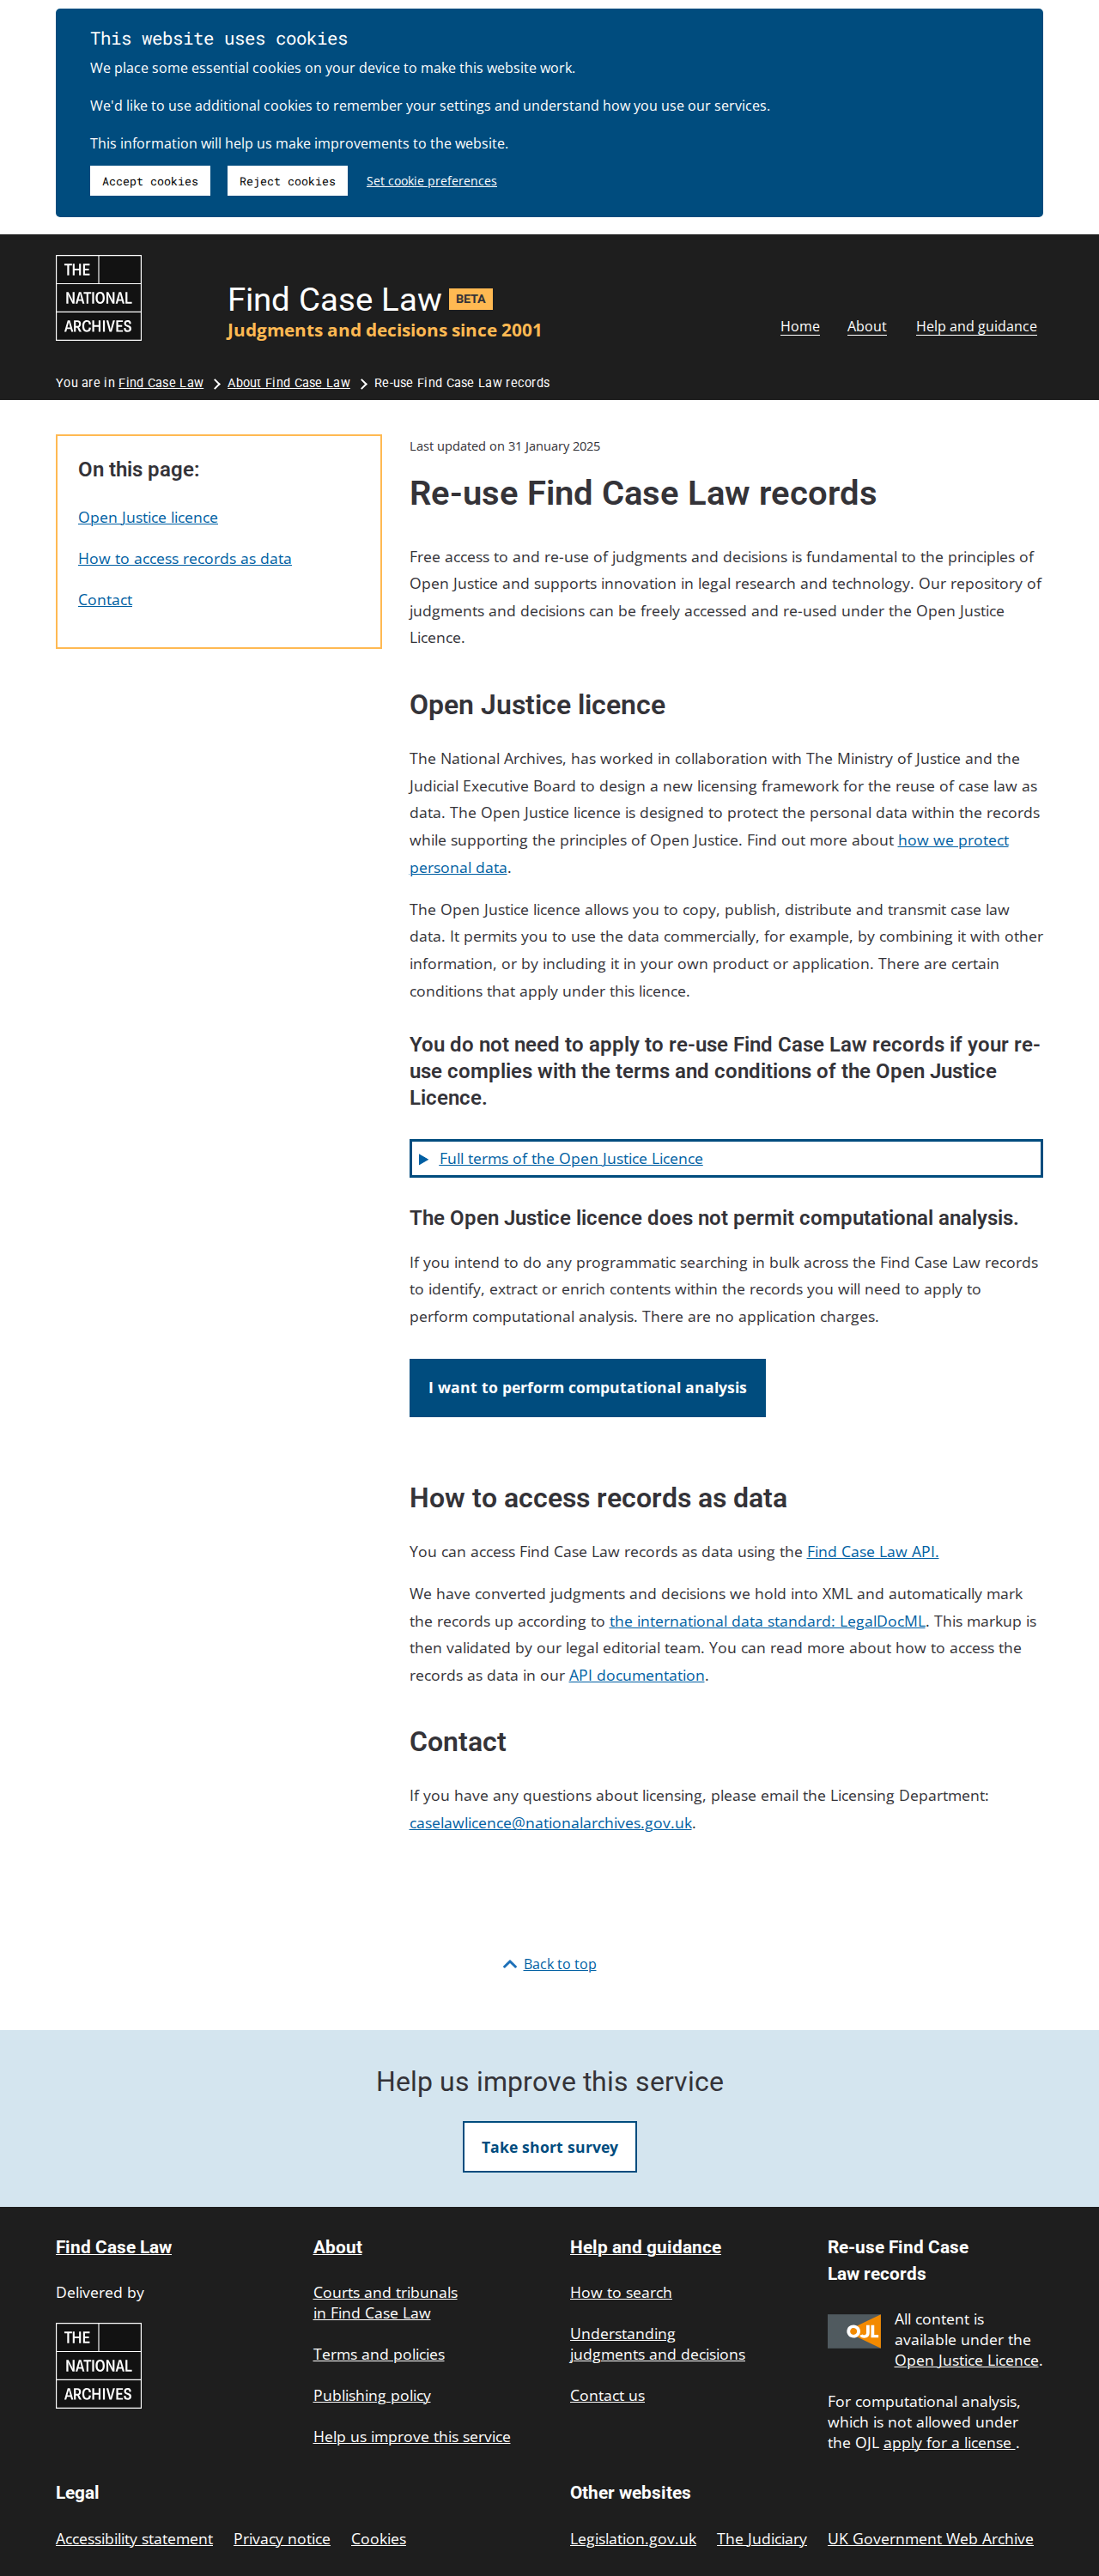 This website uses cookies
We place some essential cookies on your device to make this website work.
We'd like to use additional cookies to remember your settings and understand how you use our services.
This information will help us make improvements to the website.
Accept cookies Reject cookies Set cookie preferences
THE NATIONAL ARCHIVES
Find Case Law BETA
Judgments and decisions since 2001
Home About Help and guidance
You are in Find Case Law > About Find Case Law > Re-use Find Case Law records
On this page:
Open Justice licence
How to access records as data
Contact
Last updated on 31 January 2025
Re-use Find Case Law records
Free access to and re-use of judgments and decisions is fundamental to the principles of
Open Justice and supports innovation in legal research and technology. Our repository of
judgments and decisions can be freely accessed and re-used under the Open Justice
Licence.
Open Justice licence
The National Archives, has worked in collaboration with The Ministry of Justice and the
Judicial Executive Board to design a new licensing framework for the reuse of case law as
data. The Open Justice licence is designed to protect the personal data within the records
while supporting the principles of Open Justice. Find out more about how we protect
personal data.
The Open Justice licence allows you to copy, publish, distribute and transmit case law
data. It permits you to use the data commercially, for example, by combining it with other
information, or by including it in your own product or application. There are certain
conditions that apply under this licence.
You do not need to apply to re-use Find Case Law records if your re-
use complies with the terms and conditions of the Open Justice
Licence.
Full terms of the Open Justice Licence
The Open Justice licence does not permit computational analysis.
If you intend to do any programmatic searching in bulk across the Find Case Law records
to identify, extract or enrich contents within the records you will need to apply to
perform computational analysis. There are no application charges.
I want to perform computational analysis
How to access records as data
You can access Find Case Law records as data using the Find Case Law API.
We have converted judgments and decisions we hold into XML and automatically mark
the records up according to the international data standard: LegalDocML. This markup is
then validated by our legal editorial team. You can read more about how to access the
records as data in our API documentation.
Contact
If you have any questions about licensing, please email the Licensing Department:
caselawlicence@nationalarchives.gov.uk.
Back to top
Help us improve this service
Take short survey
Find Case Law
Delivered by
THE NATIONAL ARCHIVES
About
Courts and tribunals
in Find Case Law
Terms and policies
Publishing policy
Help us improve this service
Help and guidance
How to search
Understanding
judgments and decisions
Contact us
Re-use Find Case
Law records
OJL
All content is
available under the
Open Justice Licence.
For computational analysis,
which is not allowed under
the OJL apply for a license .
Legal
Accessibility statement Privacy notice Cookies
Other websites
Legislation.gov.uk The Judiciary UK Government Web Archive